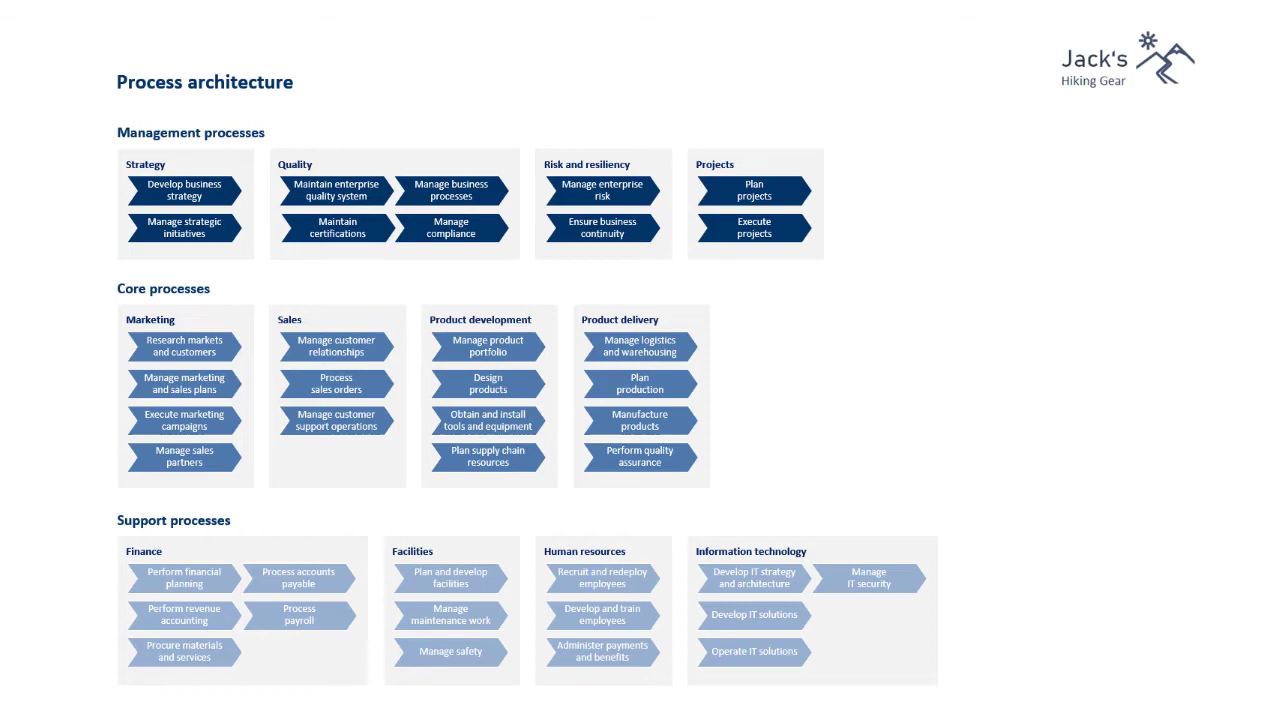 Jack's
Hiking Gear
Process architecture
Management processes
Strategy
Develop business
strategy
Manage strategic
initiatives
Quality
Maintain enterprise
quality system
Manage business
processes
Maintain
certifications
Manage
compliance
Risk and resiliency
Manage enterprise
risk
Ensure business
continuity
Projects
Plan
projects
Execute
projects
Core processes
Marketing
Research markets
and customers
Manage marketing
and sales plans
Execute marketing
campaigns
Manage sales
partners
Sales
Manage customer
relationships
Process
sales orders
Manage customer
support operations
Product development
Manage product
portfolio
Design
products
Obtain and install
tools and equipment
Plan supply chain
resources
Product delivery
Manage logistics
and warehousing
Plan
production
Manufacture
products
Perform quality
assurance
Support processes
Finance
Perform financial
planning
Process accounts
payable
Perform revenue
accounting
Process
payroll
Procure materials
and services
Facilities
Plan and develop
facilities
Manage
maintenance work
Manage safety
Human resources
Recruit and redeploy
employees
Develop and train
employees
Administer payments
and benefits
Information technology
Develop IT strategy
and architecture
Manage
IT security
Develop IT solutions
Operate IT solutions